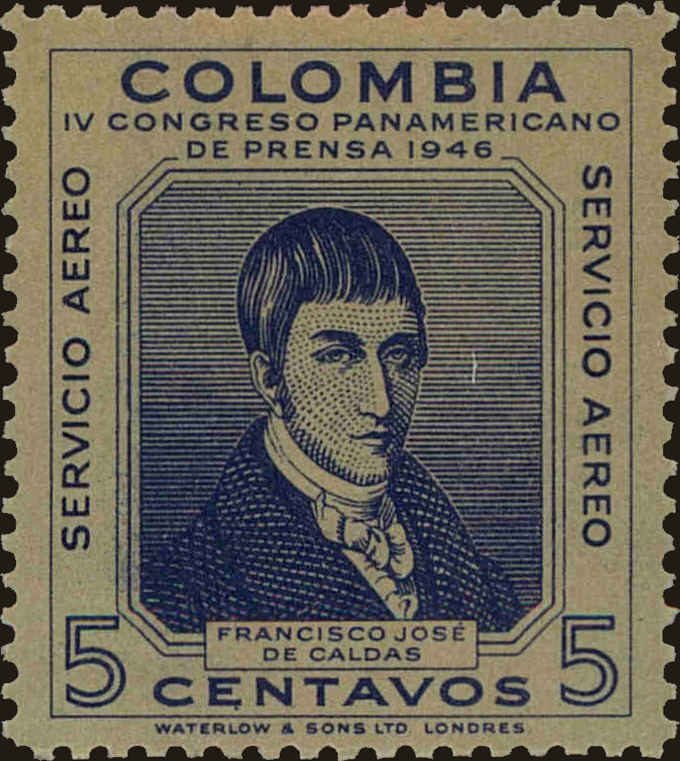 COLOMBIA
IV CONGRESO PANAMERICANO
DE PRENSA 1946
SERVICIO AEREO
SERVICIO AEREO
FRANCISCO JOSÉ
DE CALDAS
5 CENTAVOS 5
WATERLOW & SONS LTD. LONDRES